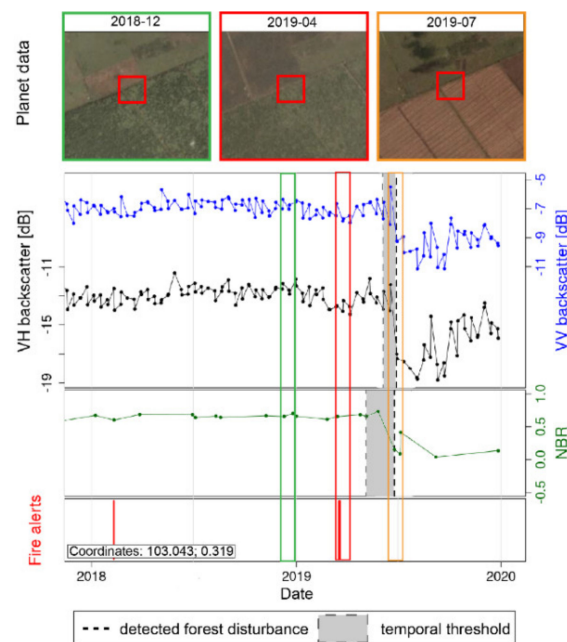 2018-12 2019-04 2019-07
Planet data
VH backscatter [dB]
-11
-15
-19
-5
-7
-9
-11
VV backscatter [dB]
1.0
0.5
0.0
-0.5
NBR
Fire alerts
Coordinates: 103.043; 0.319
2018 2019 2020
Date
detected forest disturbance temporal threshold